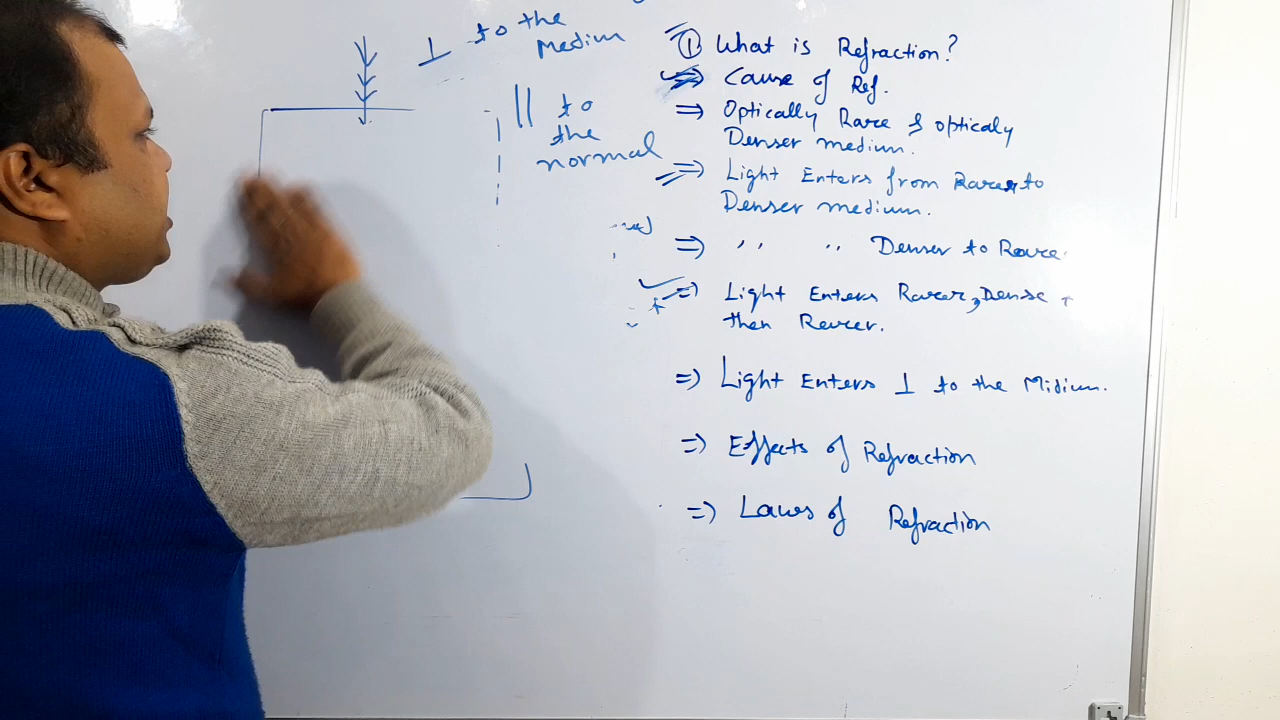 ⊥ to the
Medium
|| to
the
normal
① What is Refraction?
⇒ Cause of Ref.
⇒ Optically Rare & optically
Denser medium.
⇒ Light Enters from Rarer to
Denser medium.
⇒ ,, ,, Denser to Rarer.
⇒ Light Enters Rarer, Dense +
then Rarer.
⇒ Light Enters ⊥ to the Midium.
⇒ Effects of Refraction
⇒ Laws of Refraction